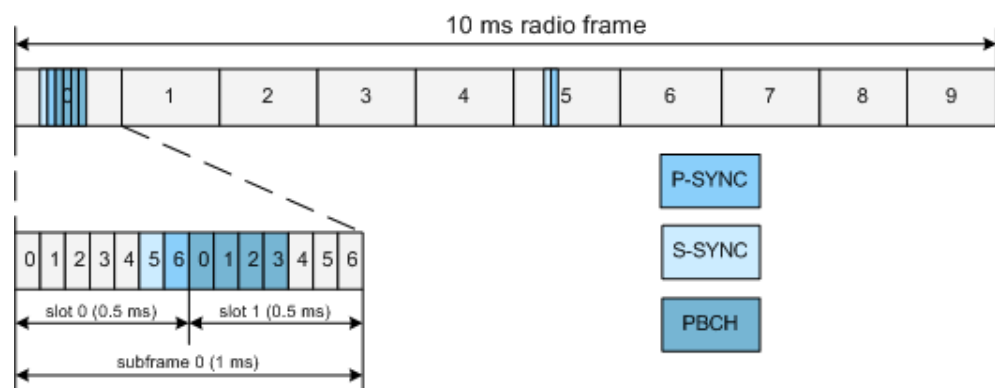 10 ms radio frame
0 1 2 3 4 5 6 7 8 9
P-SYNC
S-SYNC
PBCH
0 1 2 3 4 5 6 0 1 2 3 4 5 6
slot 0 (0.5 ms) slot 1 (0.5 ms)
subframe 0 (1 ms)